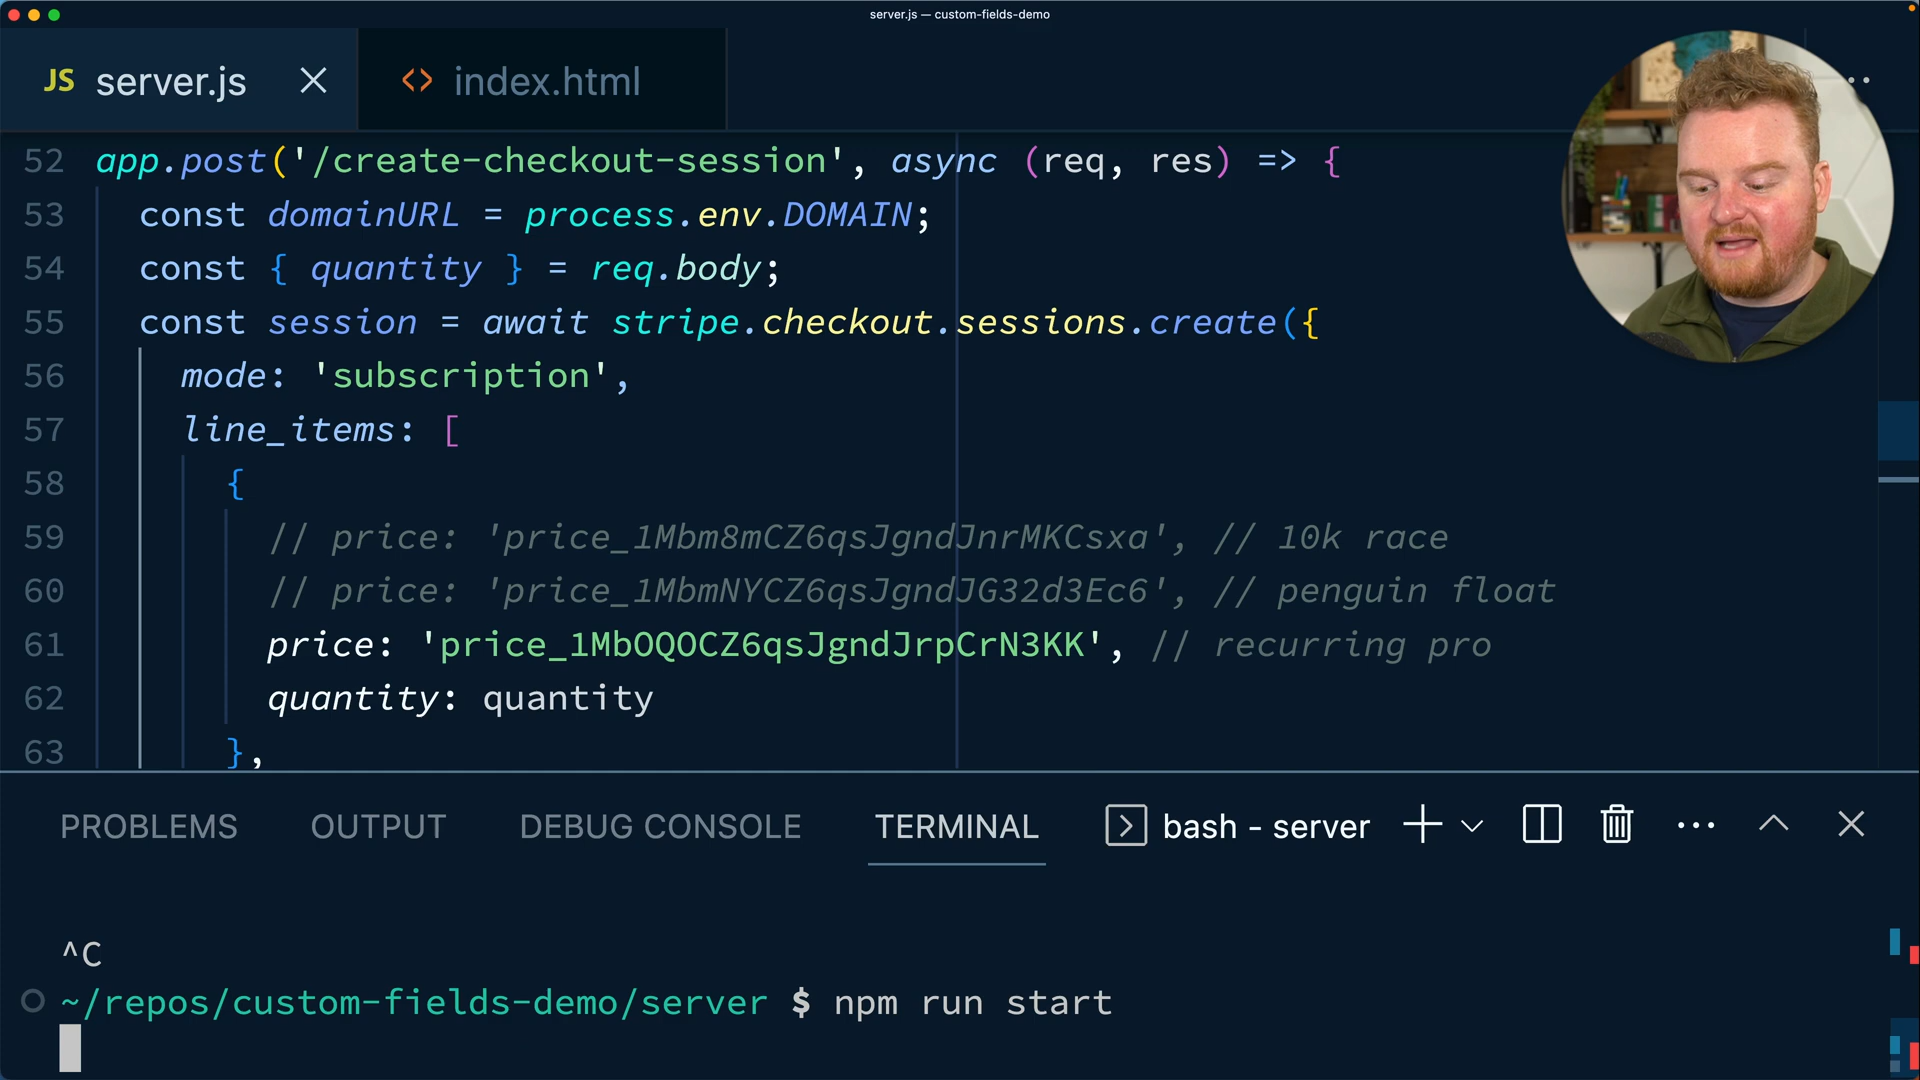 server.js — custom-fields-demo
JS server.js
<> index.html
52 app.post('/create-checkout-session', async (req, res) => {
53 const domainURL = process.env.DOMAIN;
54 const { quantity } = req.body;
55 const session = await stripe.checkout.sessions.create({
56 mode: 'subscription',
57 line_items: [
58 {
59 // price: 'price_1Mbm8mCZ6qsJgndJnrMKCsxa', // 10k race
60 // price: 'price_1MbmNYCZ6qsJgndJG32d3Ec6', // penguin float
61 price: 'price_1MbOQOCZ6qsJgndJrpCrN3KK', // recurring pro
62 quantity: quantity
63 },
PROBLEMS OUTPUT DEBUG CONSOLE TERMINAL bash - server
^C
~/repos/custom-fields-demo/server $ npm run start